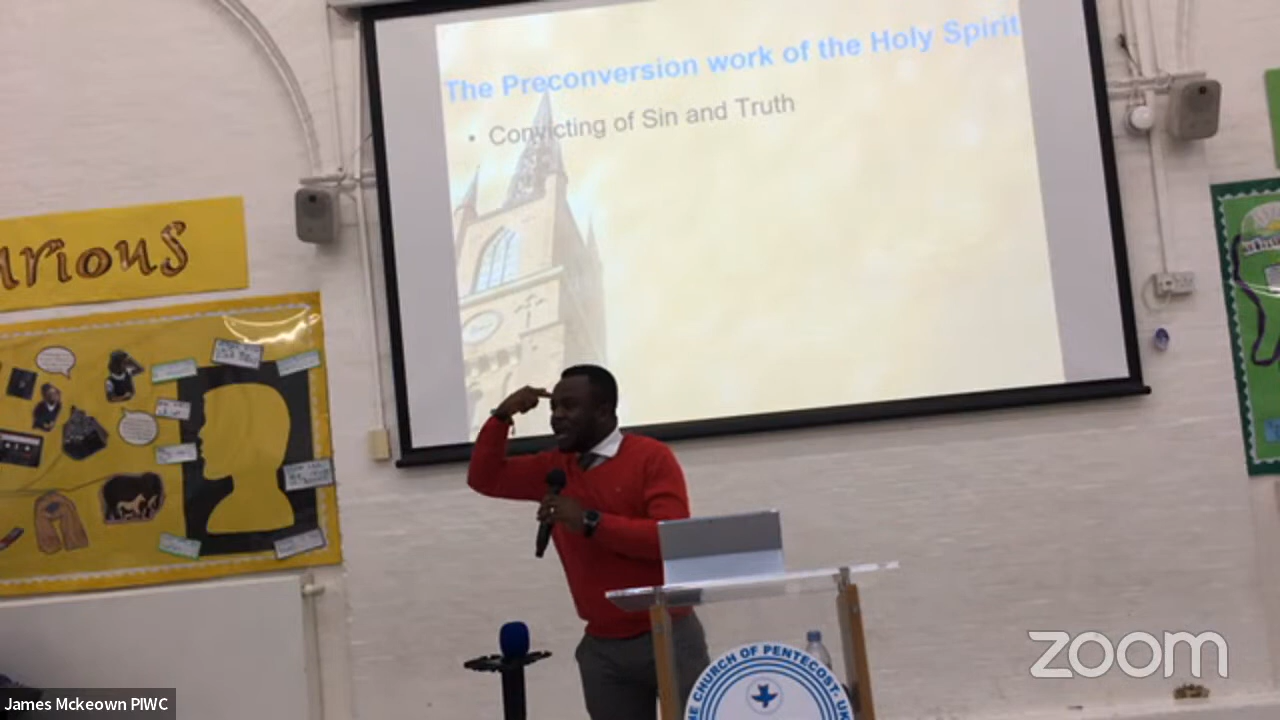 The Preconversion work of the Holy Spirit
• Convicting of Sin and Truth
rious
CHURCH OF PENTECOST. UK
zoom
James Mckeown PIWC